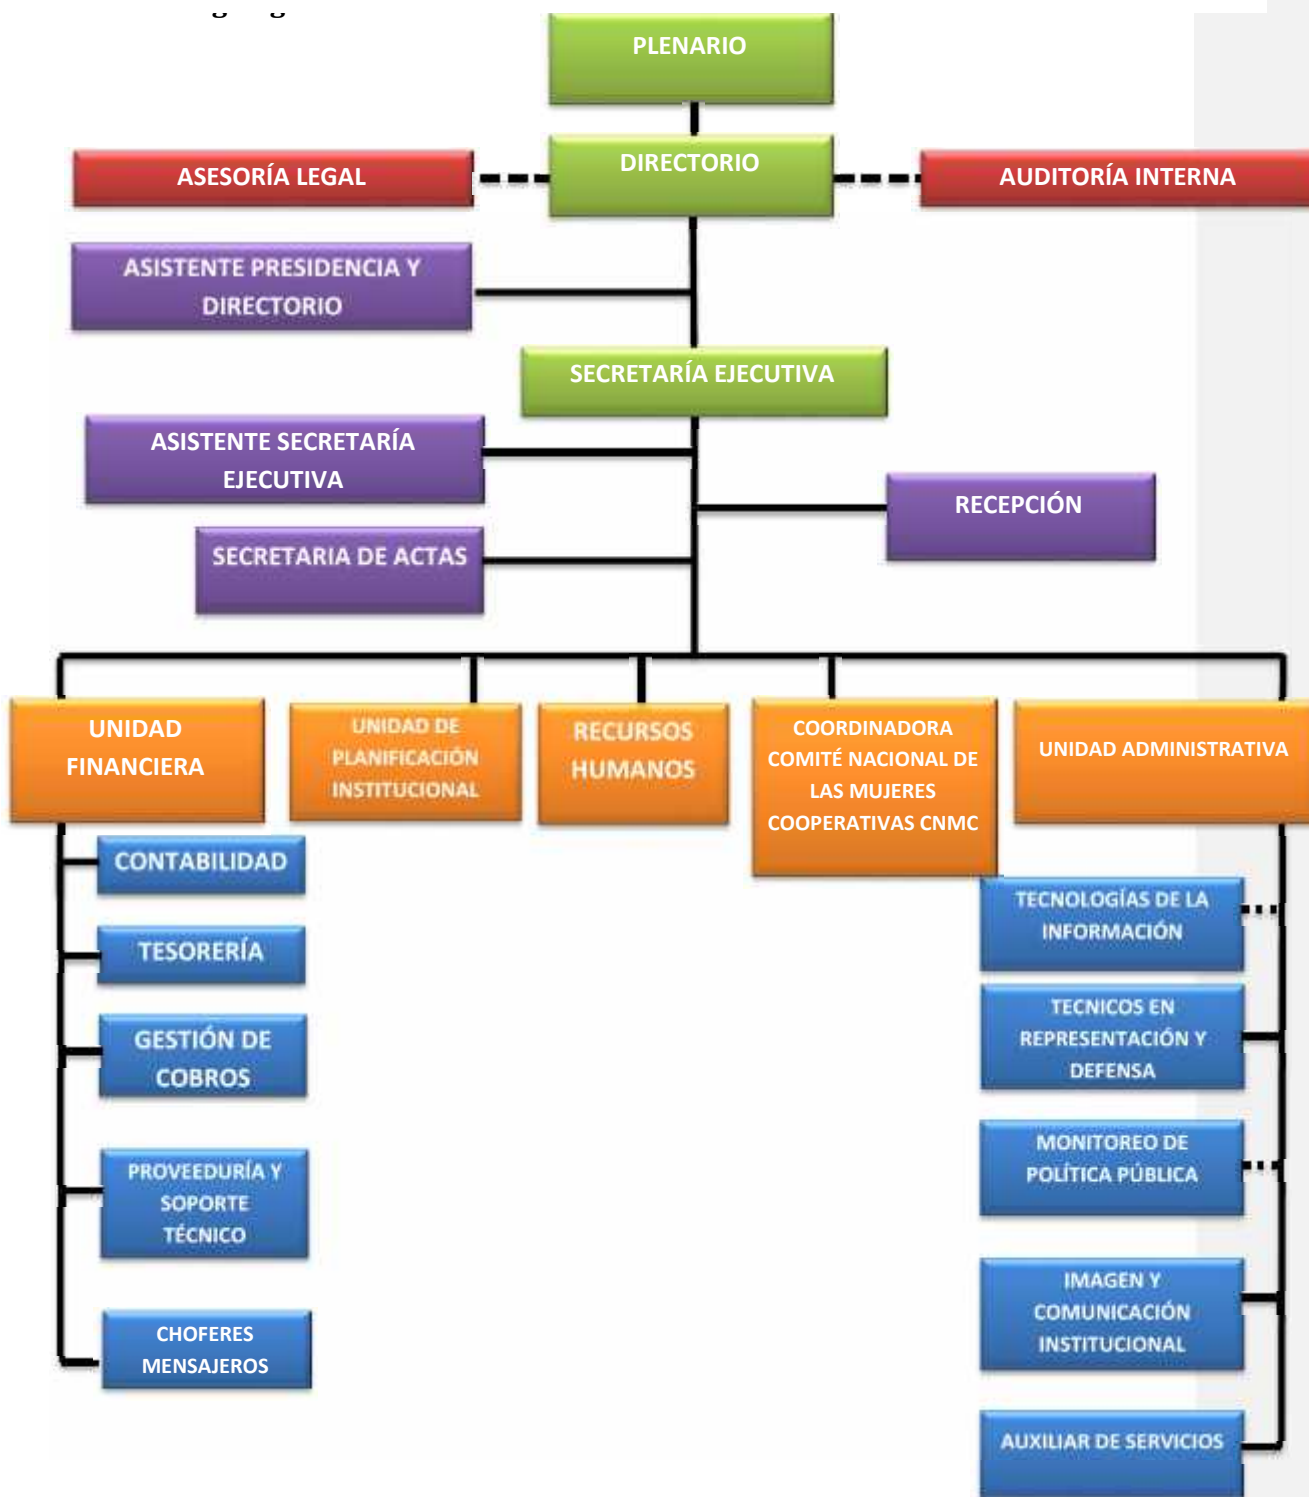 PLENARIO
DIRECTORIO
ASESORÍA LEGAL
AUDITORÍA INTERNA
ASISTENTE PRESIDENCIA Y
DIRECTORIO
SECRETARÍA EJECUTIVA
ASISTENTE SECRETARÍA
EJECUTIVA
RECEPCIÓN
SECRETARIA DE ACTAS
UNIDAD
FINANCIERA
UNIDAD DE
PLANIFICACIÓN
INSTITUCIONAL
RECURSOS
HUMANOS
COORDINADORA
COMITÉ NACIONAL DE
LAS MUJERES
COOPERATIVAS CNMC
UNIDAD ADMINISTRATIVA
CONTABILIDAD
TESORERÍA
GESTIÓN DE
COBROS
PROVEEDURÍA Y
SOPORTE
TÉCNICO
CHOFERES
MENSAJEROS
TECNOLOGÍAS DE LA
INFORMACIÓN
TECNICOS EN
REPRESENTACIÓN Y
DEFENSA
MONITOREO DE
POLÍTICA PÚBLICA
IMAGEN Y
COMUNICACIÓN
INSTITUCIONAL
AUXILIAR DE SERVICIOS